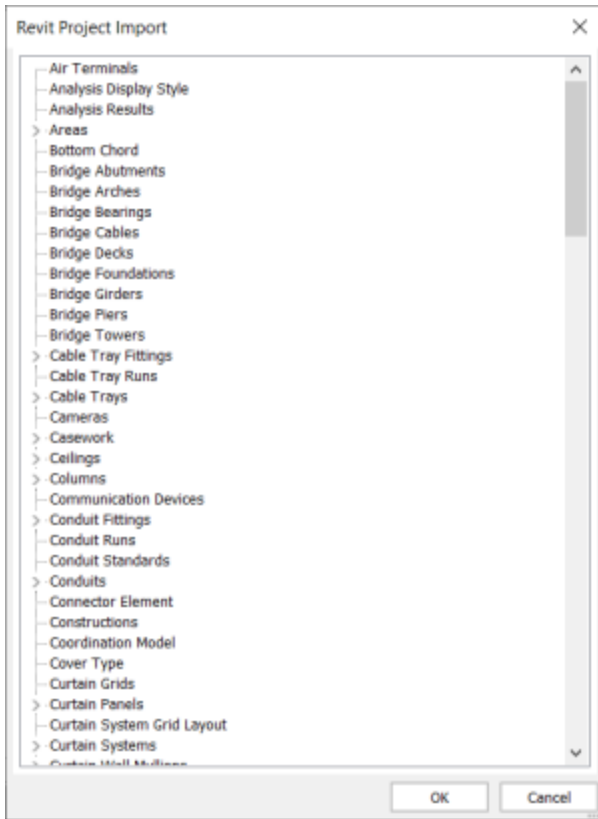 Revit Project Import
Air Terminals
Analysis Display Style
Analysis Results
Areas
Bottom Chord
Bridge Abutments
Bridge Arches
Bridge Bearings
Bridge Cables
Bridge Decks
Bridge Foundations
Bridge Girders
Bridge Piers
Bridge Towers
Cable Tray Fittings
Cable Tray Runs
Cable Trays
Cameras
Casework
Ceilings
Columns
Communication Devices
Conduit Fittings
Conduit Runs
Conduit Standards
Conduits
Connector Element
Constructions
Coordination Model
Cover Type
Curtain Grids
Curtain Panels
Curtain System Grid Layout
Curtain Systems
Curtain Wall Mullions
OK Cancel